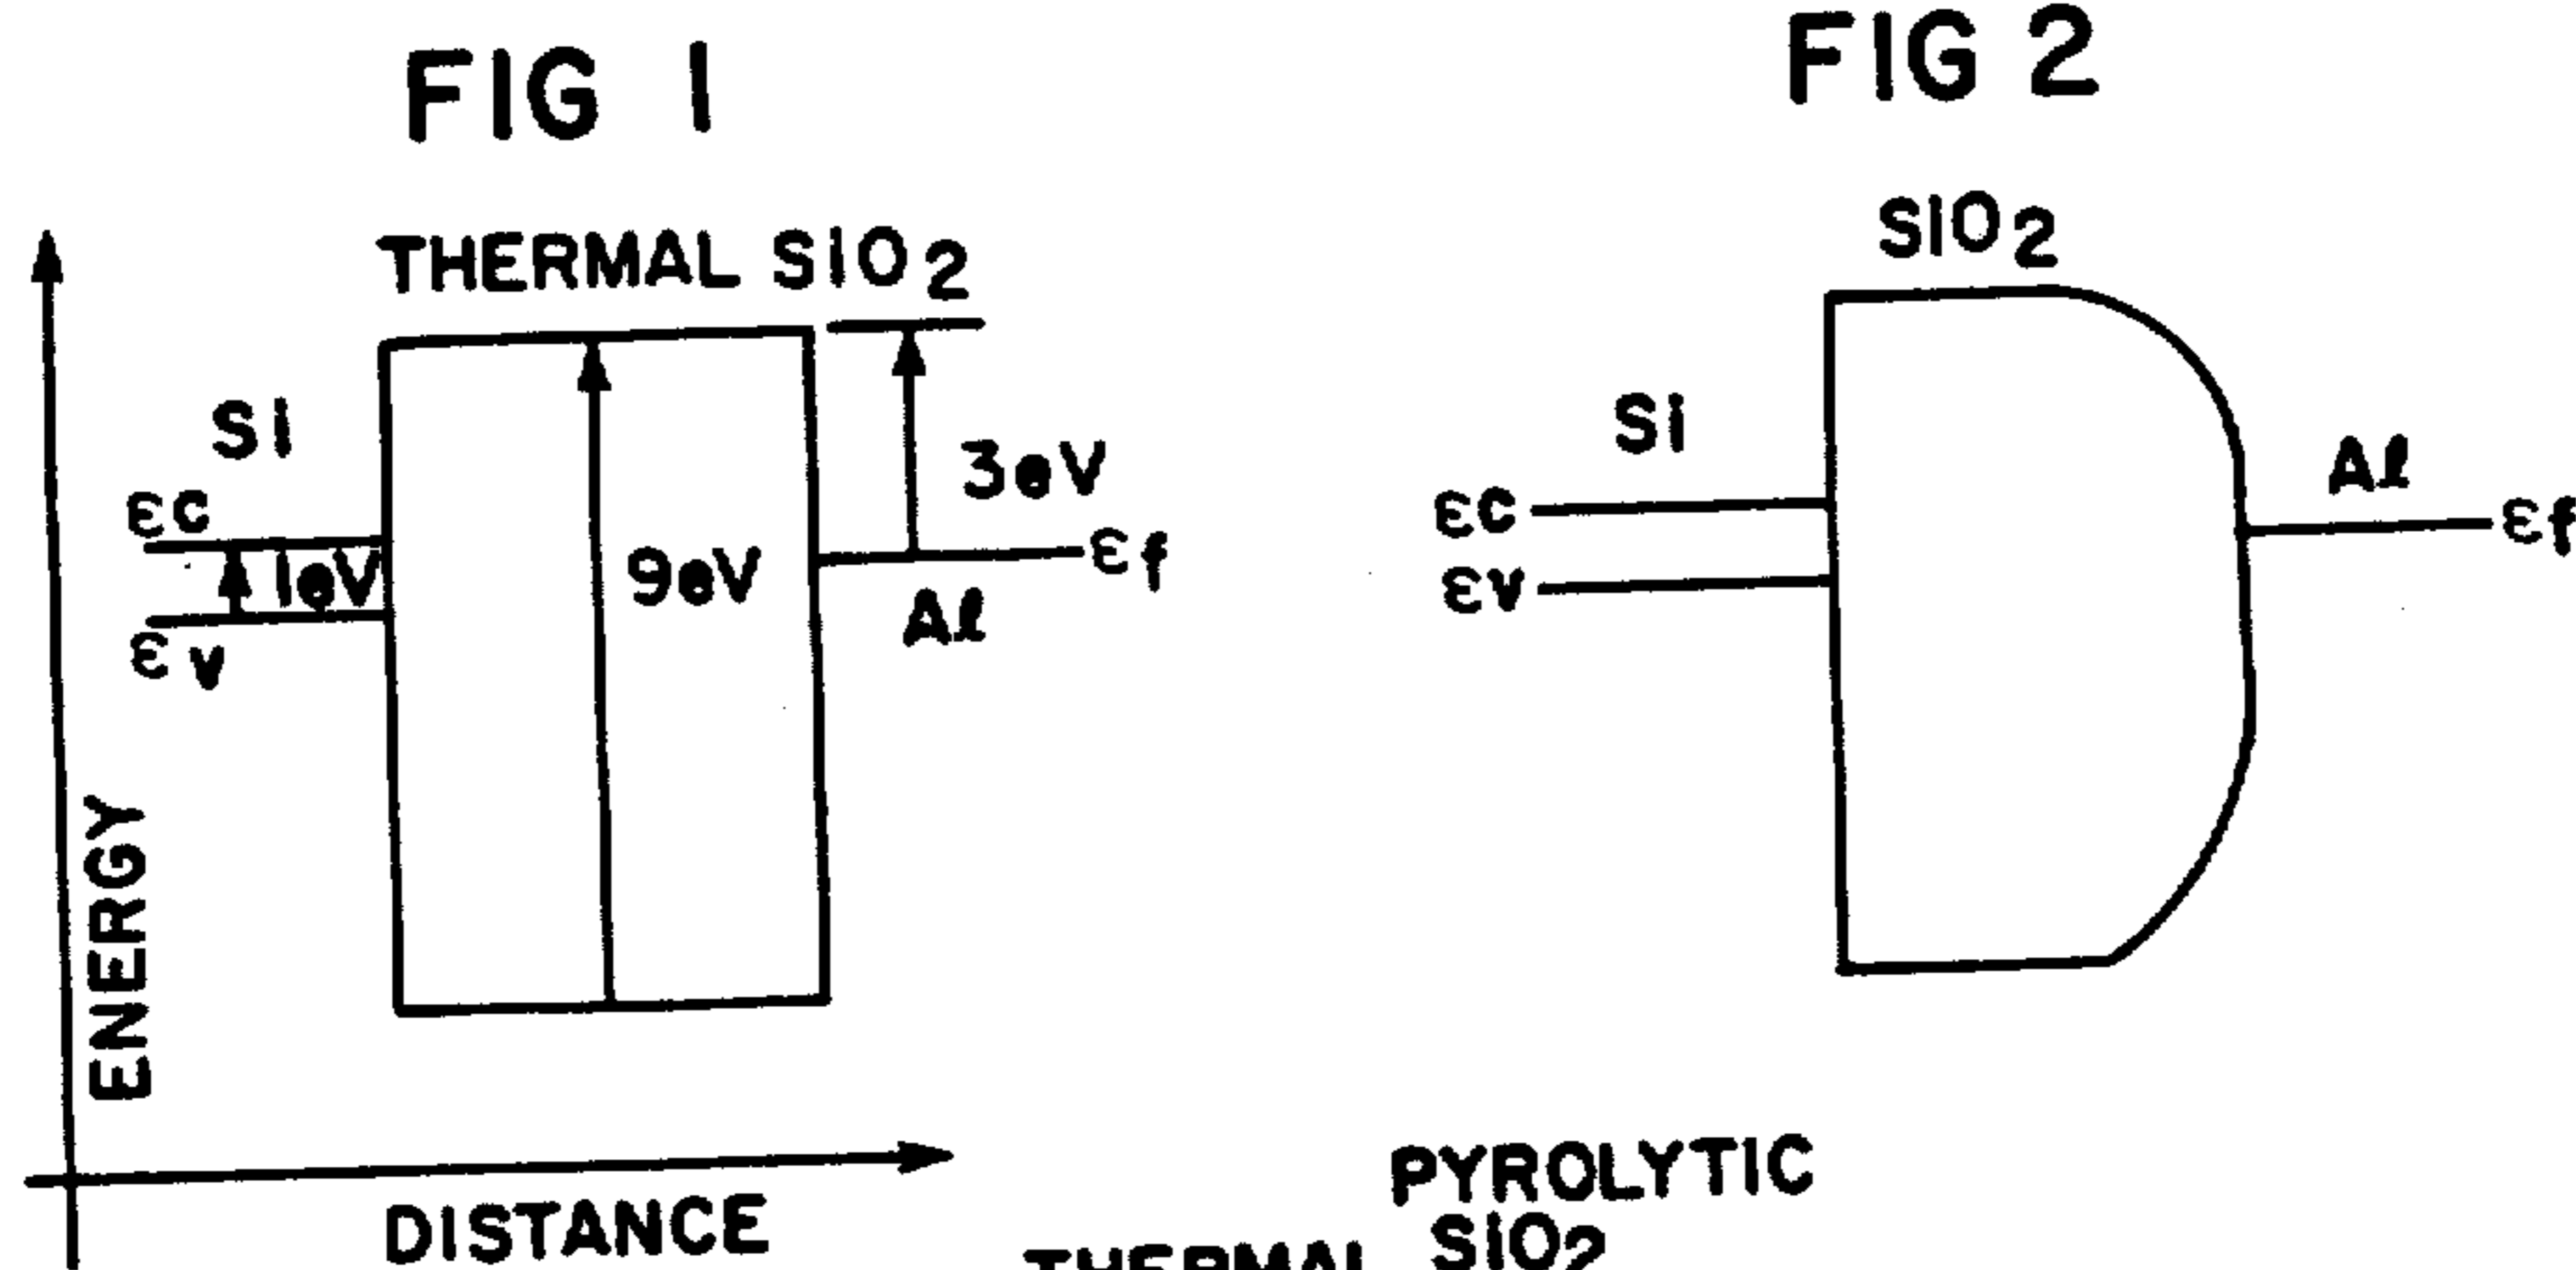 FIG 1
THERMAL SiO2
Si
εc
1eV
εv
9eV
3eV
εf
Al
ENERGY
DISTANCE
FIG 2
SiO2
Si
εc
εv
Al
εf
PYROLYTIC
SiO2
THERMAL